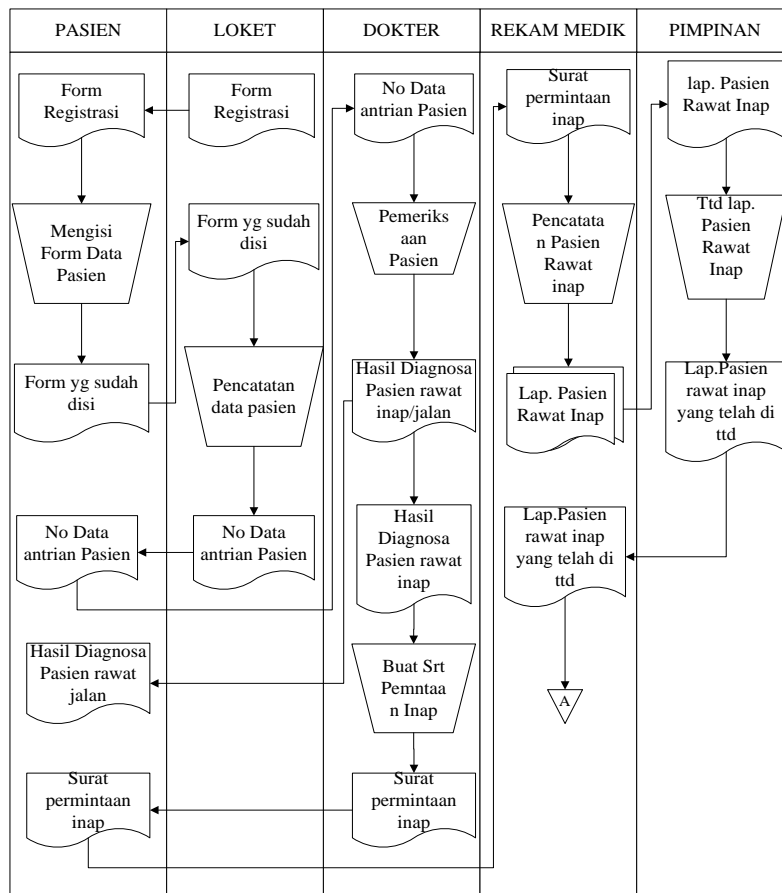 PASIEN
LOKET
DOKTER
REKAM MEDIK
PIMPINAN
Form
Registrasi
Mengisi
Form Data
Pasien
Form yg sudah
disi
No Data
antrian Pasien
Hasil Diagnosa
Pasien rawat
jalan
Surat
permintaan
inap
Form
Registrasi
Form yg sudah
disi
Pencatatan
data pasien
No Data
antrian Pasien
No Data
antrian Pasien
Pemeriks
aan
Pasien
Hasil Diagnosa
Pasien rawat
inap/jalan
Hasil
Diagnosa
Pasien rawat
inap
Buat Srt
Pemntaa
n Inap
Surat
permintaan
inap
Surat
permintaan
inap
Pencatata
n Pasien
Rawat
inap
Lap. Pasien
Rawat Inap
Lap.Pasien
rawat inap
yang telah di
ttd
A
lap. Pasien
Rawat Inap
Ttd lap.
Pasien
Rawat
Inap
Lap.Pasien
rawat inap
yang telah di
ttd